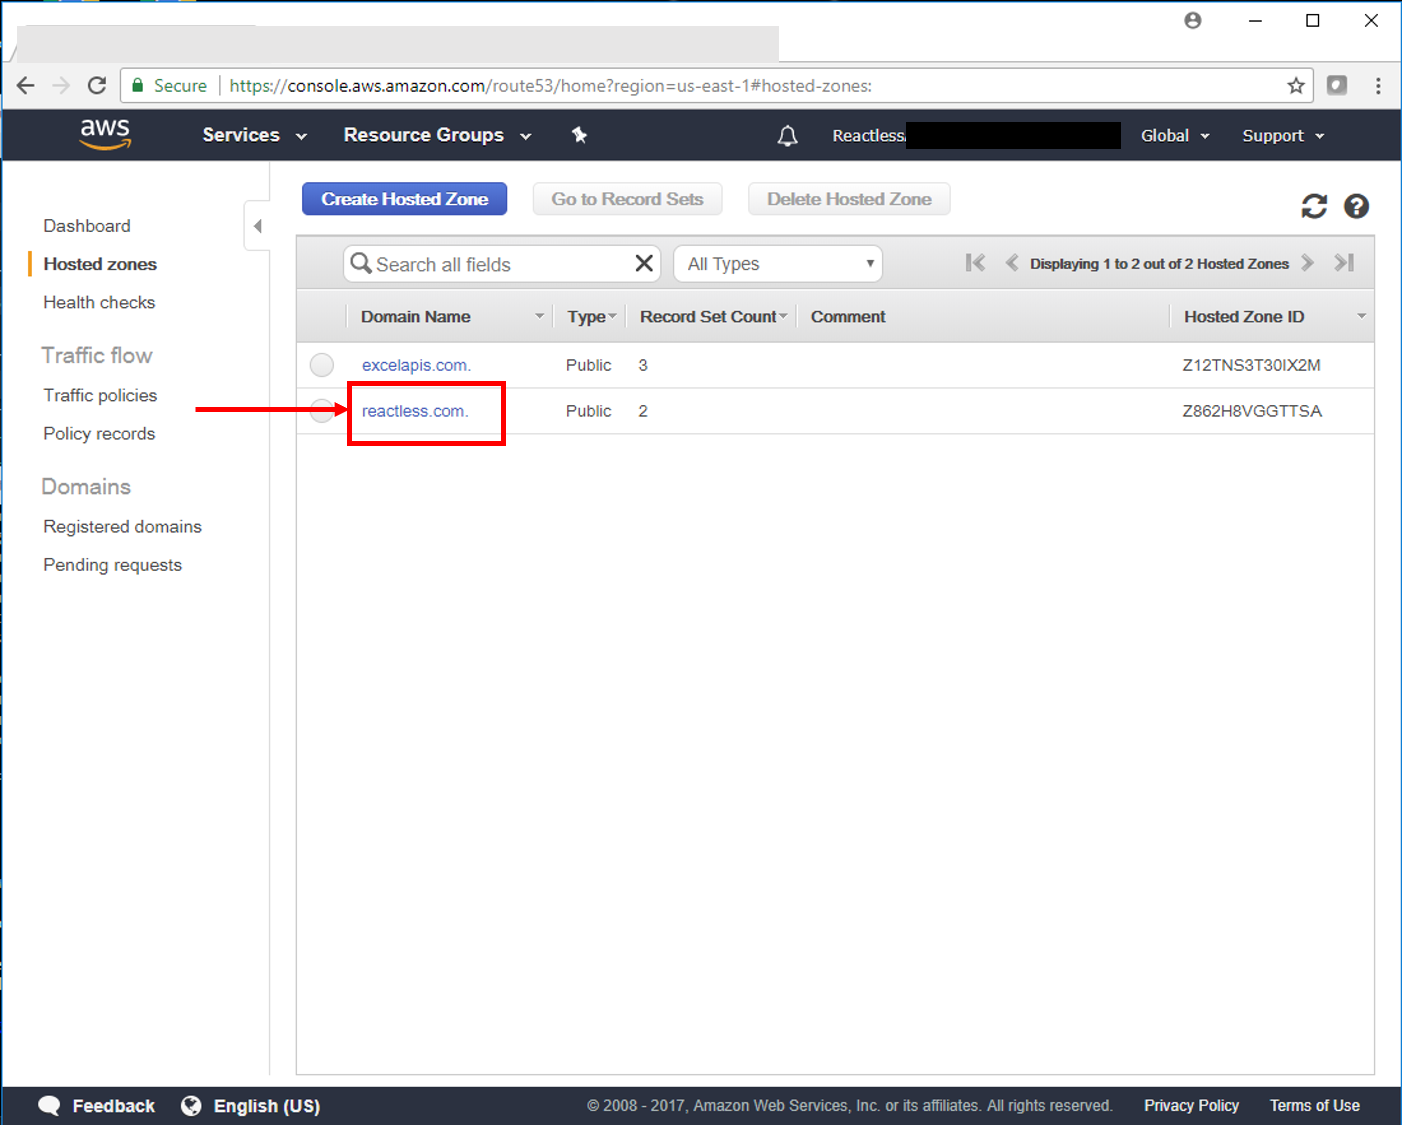 Secure
https://console.aws.amazon.com/route53/home?region=us-east-1#hosted-zones:
aws
Services
Resource Groups
Reactless
Global
Support
Create Hosted Zone
Go to Record Sets
Delete Hosted Zone
Dashboard
Hosted zones
Health checks
Traffic flow
Traffic policies
Policy records
Domains
Registered domains
Pending requests
Search all fields
All Types
Displaying 1 to 2 out of 2 Hosted Zones
Domain Name Type Record Set Count Comment Hosted Zone ID
excelapis.com. Public 3 Z12TNS3T30IX2M
reactless.com. Public 2 Z862H8VGGTTSA
Feedback
English (US)
© 2008 - 2017, Amazon Web Services, Inc. or its affiliates. All rights reserved.
Privacy Policy
Terms of Use